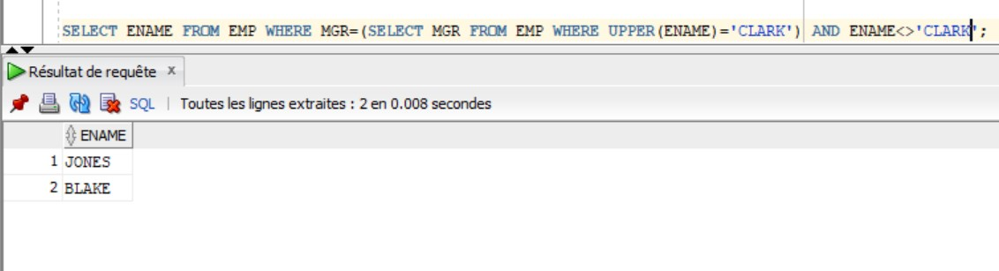 SELECT ENAME FROM EMP WHERE MGR=(SELECT MGR FROM EMP WHERE UPPER(ENAME)='CLARK') AND ENAME<>'CLARK';
Résultat de requête x
SQL | Toutes les lignes extraites : 2 en 0.008 secondes
ENAME
1 JONES
2 BLAKE